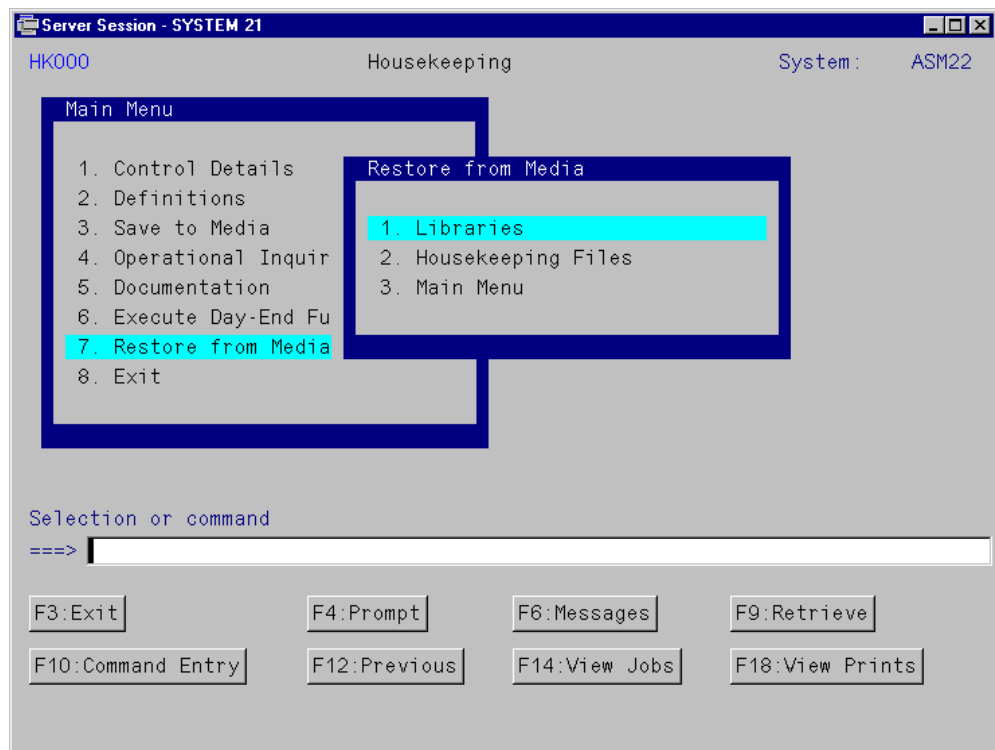 Server Session - SYSTEM 21
HK000 Housekeeping System: ASM22
Main Menu
1. Control Details
2. Definitions
3. Save to Media
4. Operational Inquir
5. Documentation
6. Execute Day-End Fu
7. Restore from Media
8. Exit
Restore from Media
1. Libraries
2. Housekeeping Files
3. Main Menu
Selection or command
===>
F3:Exit F4:Prompt F6:Messages F9:Retrieve
F10:Command Entry F12:Previous F14:View Jobs F18:View Prints